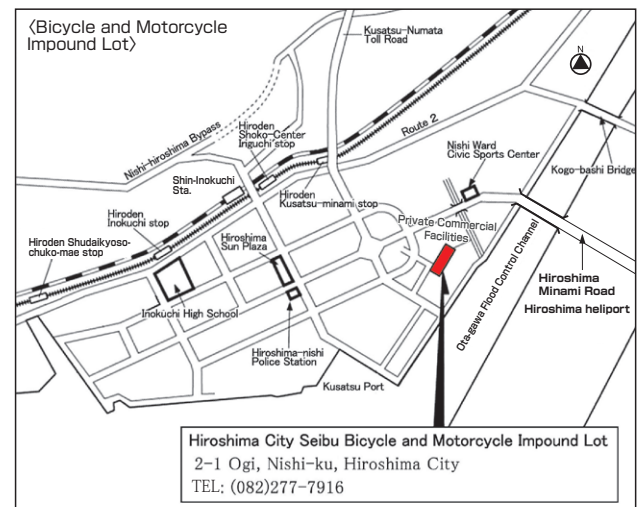 〈Bicycle and Motorcycle
Impound Lot〉
Kusatsu-Numata
Toll Road
N
Nishi-hiroshima Bypass
Hiroden
Shoko-Center
Iriguchi stop
Route 2
Nishi Ward
Civic Sports Center
Kogo-bashi Bridge
Shin-Inokuchi
Sta.
Hiroden
Kusatsu-minami stop
Hiroden
Inokuchi stop
Private Commercial
Facilities
Hiroshima
Sun Plaza
Hiroden Shudaikyoso-
chuko-mae stop
Ota-gawa Flood Control Channel
Hiroshima
Minami Road
Hiroshima heliport
Inokuchi High School
Hiroshima-nishi
Police Station
Kusatsu Port
Hiroshima City Seibu Bicycle and Motorcycle Impound Lot
2-1 Ogi, Nishi-ku, Hiroshima City
TEL: (082)277-7916